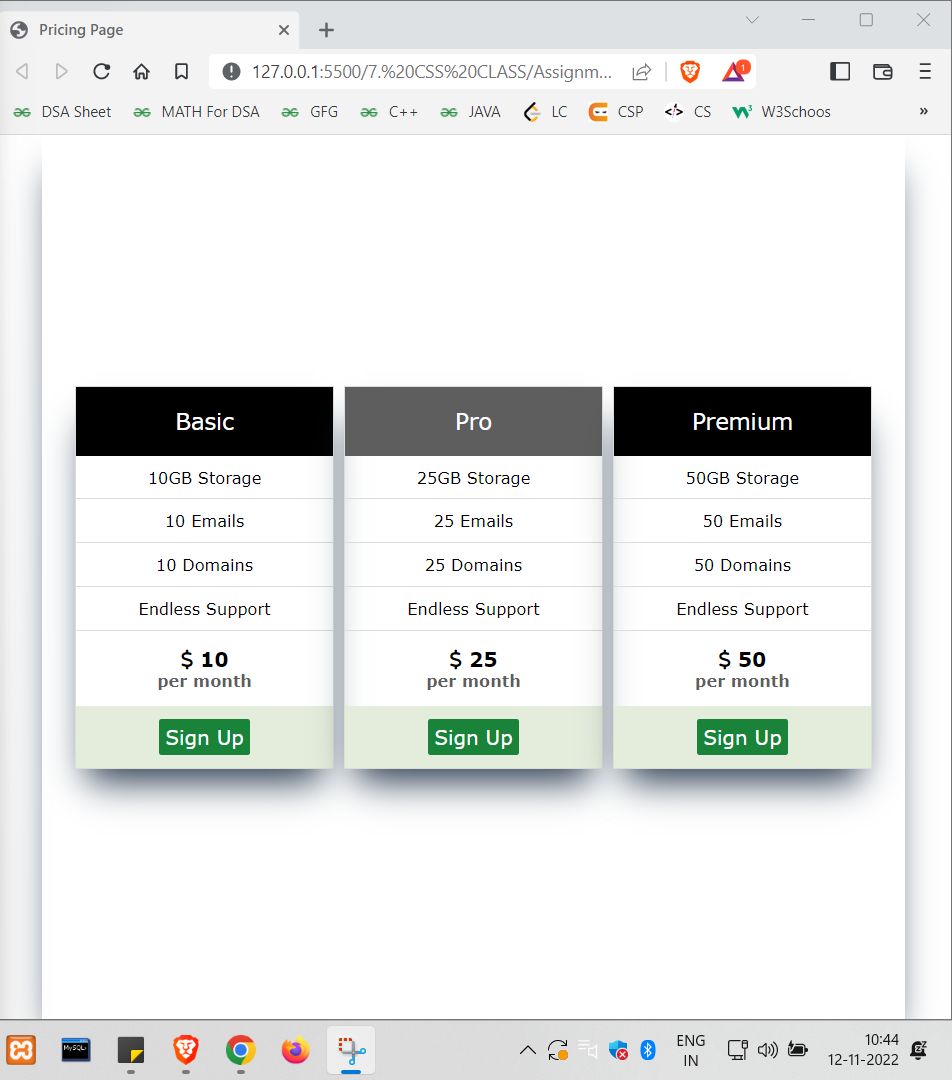 Pricing Page
127.0.0.1:5500/7.%20CSS%20CLASS/Assignm...
1
DSA Sheet MATH For DSA GFG C++ JAVA LC CSP CS W3Schoos »
Basic Pro Premium
10GB Storage 25GB Storage 50GB Storage
10 Emails 25 Emails 50 Emails
10 Domains 25 Domains 50 Domains
Endless Support Endless Support Endless Support
$ 10 $ 25 $ 50
per month per month per month
Sign Up Sign Up Sign Up
ENG 10:44
IN 12-11-2022